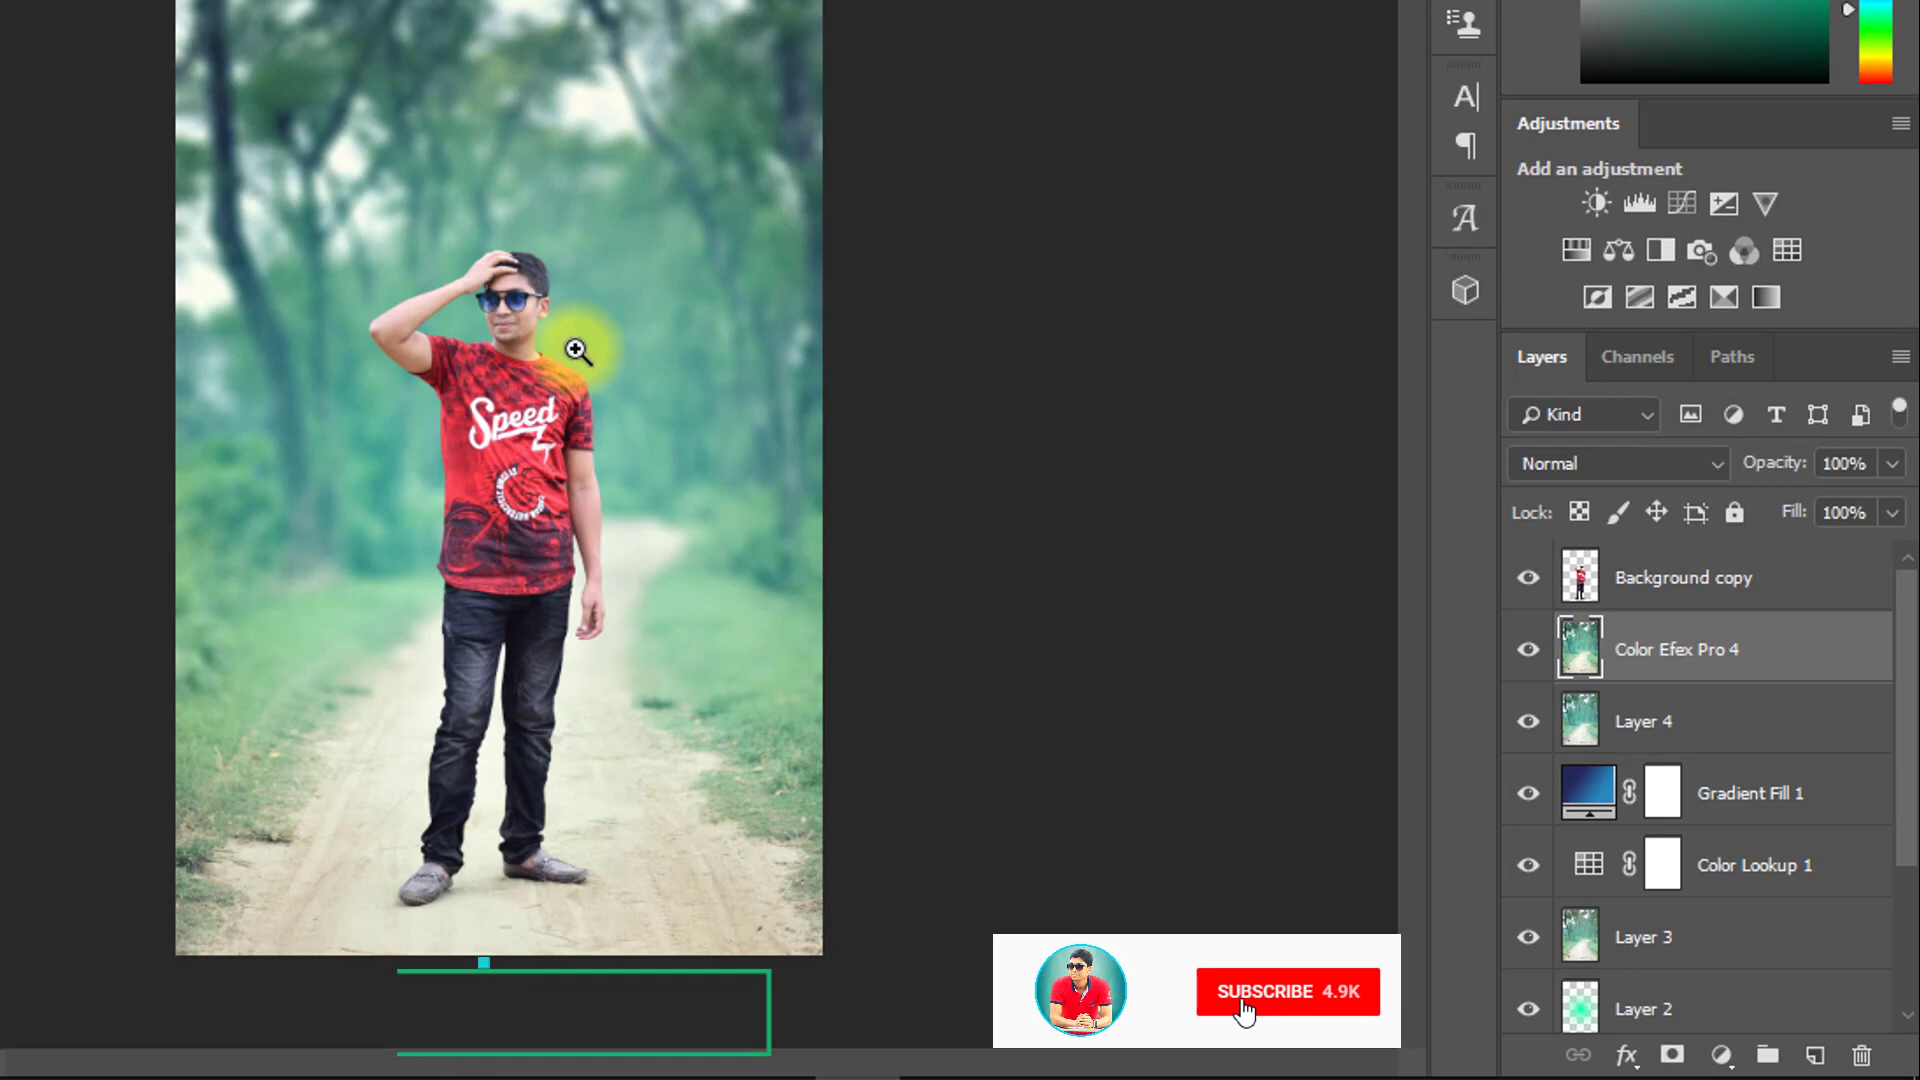 Speed
Adjustments
Add an adjustment
Layers
Channels
Paths
Kind
Normal
Opacity: 100%
Lock:
Fill: 100%
Background copy
Color Efex Pro 4
Layer 4
Gradient Fill 1
Color Lookup 1
Layer 3
Layer 2
fx
SUBSCRIBE 4.9K